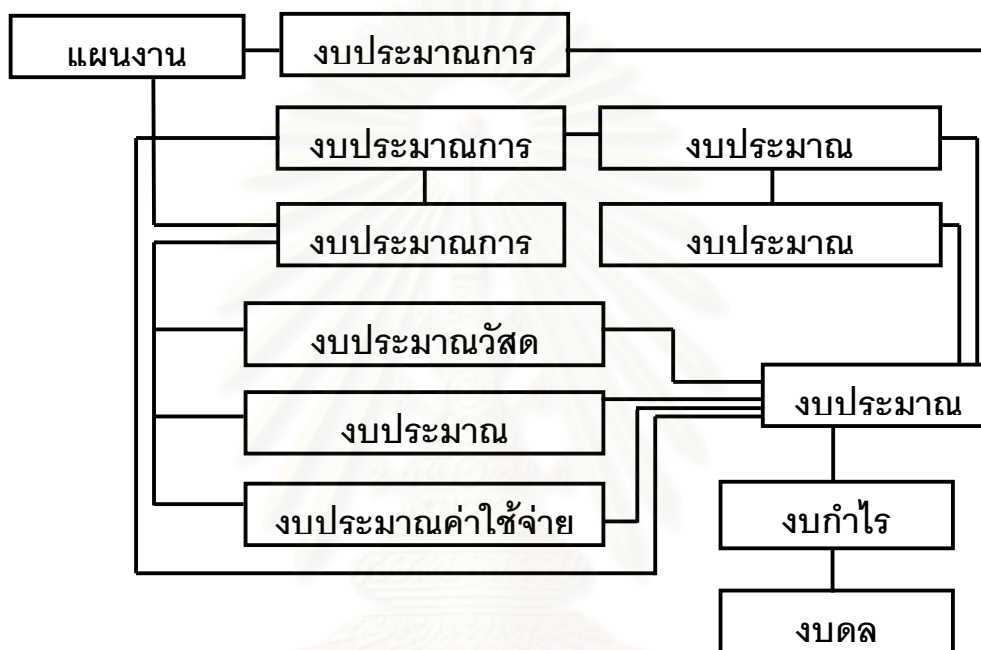 แผนงาน
งบประมาณการ
งบประมาณการ
งบประมาณ
งบประมาณการ
งบประมาณ
งบประมาณวัสด
งบประมาณ
งบประมาณ
งบประมาณค่าใช้จ่าย
งบกำไร
งบดล